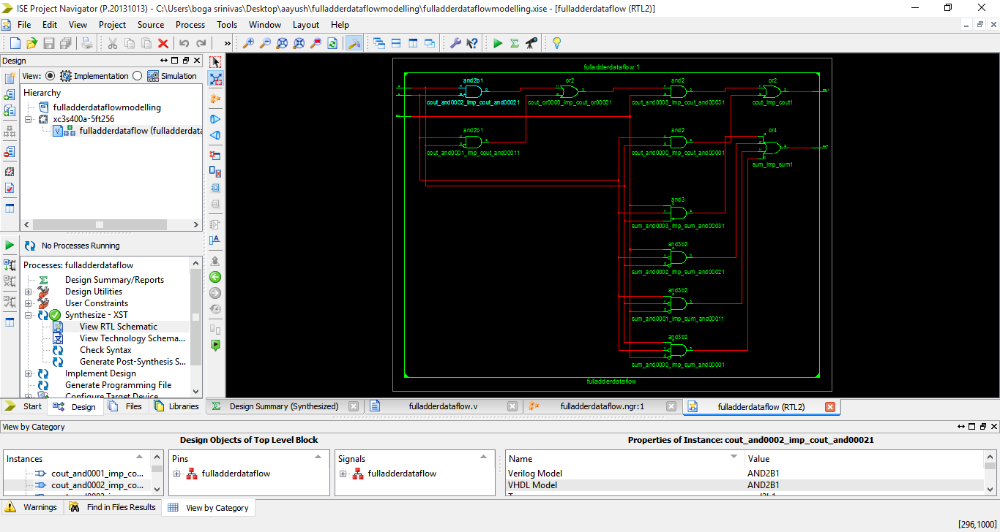 ISE Project Navigator (P.20131013) - C:\Users\boga srinivas\Desktop\aayush\fulladderdataflowmodelling\fulladderdataflowmodelling.xise - [fulladderdataflow (RTL2)]
File Edit View Project Source Process Tools Window Layout Help
Design
View: Implementation Simulation
Hierarchy
fulladderdataflowmodelling
xc3s400a-5ft256
fulladderdataflow (fulladderdata
No Processes Running
Processes: fulladderdataflow
Design Summary/Reports
Design Utilities
User Constraints
Synthesize - XST
View RTL Schematic
View Technology Schema...
Check Syntax
Generate Post-Synthesis S...
Implement Design
Generate Programming File
Configure Target Device
fulladderdataflow:1
and2b1 or2 and2 or2
cout_and0002_imp_cout_and00021 cout_or0000_imp_cout_or00001 cout_and0003_imp_cout_and00031 cout_imp_cout1
and2b1 and2 or4
cout_and0001_imp_cout_and00011 cout_and0000_imp_cout_and00001
sum_imp_sum1
and3
sum_and0003_imp_sum_and00031
and3b2
sum_and0002_imp_sum_and00021
and3b2
sum_and0001_imp_sum_and00011
and3b2
sum_and0000_imp_sum_and00001
fulladderdataflow
Start Design Files Libraries
Design Summary (Synthesized) fulladderdataflow.v fulladderdataflow.ngr:1 fulladderdataflow (RTL2)
View by Category
Design Objects of Top Level Block
Properties of Instance: cout_and0002_imp_cout_and00021
Instances Pins Signals Name Value
cout_and0001_imp_co... fulladderdataflow fulladderdataflow Verilog Model AND2B1
cout_and0002_imp_co... VHDL Model AND2B1
Warnings Find in Files Results View by Category
[296,1000]